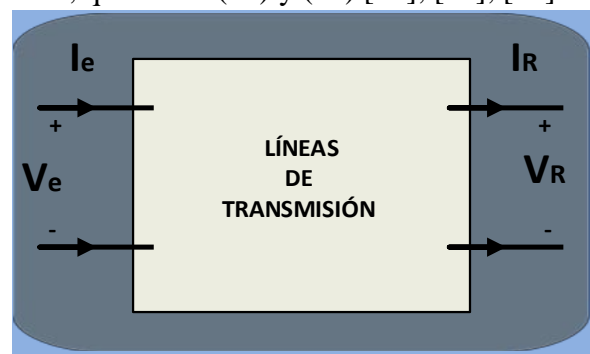 Ie
IR
+
+
LÍNEAS
DE
TRANSMISIÓN
Ve
VR
-
-